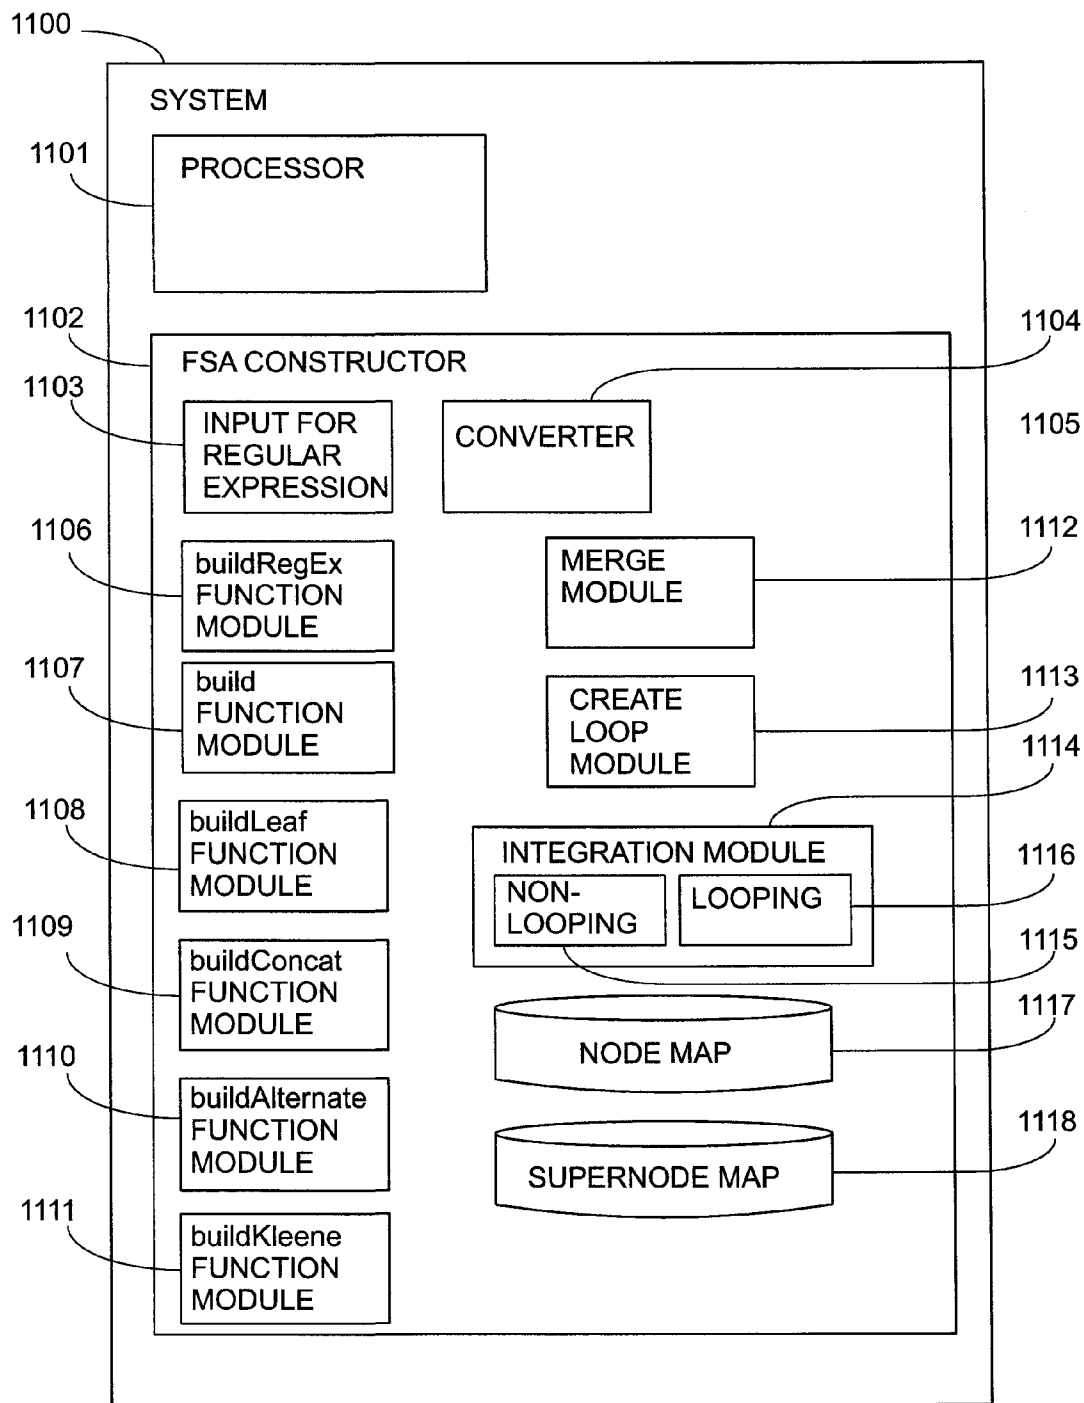 1100
SYSTEM
1101
PROCESSOR
1102
1104
FSA CONSTRUCTOR
1103
INPUT FOR
REGULAR
EXPRESSION
CONVERTER
1105
1106
buildRegEx
FUNCTION
MODULE
MERGE
MODULE
1112
1107
build
FUNCTION
MODULE
CREATE
LOOP
MODULE
1113
1114
1108
buildLeaf
FUNCTION
MODULE
INTEGRATION MODULE
NON-
LOOPING
LOOPING
1116
1115
1109
buildConcat
FUNCTION
MODULE
1117
NODE MAP
1110
buildAlternate
FUNCTION
MODULE
1118
SUPERNODE MAP
1111
buildKleene
FUNCTION
MODULE